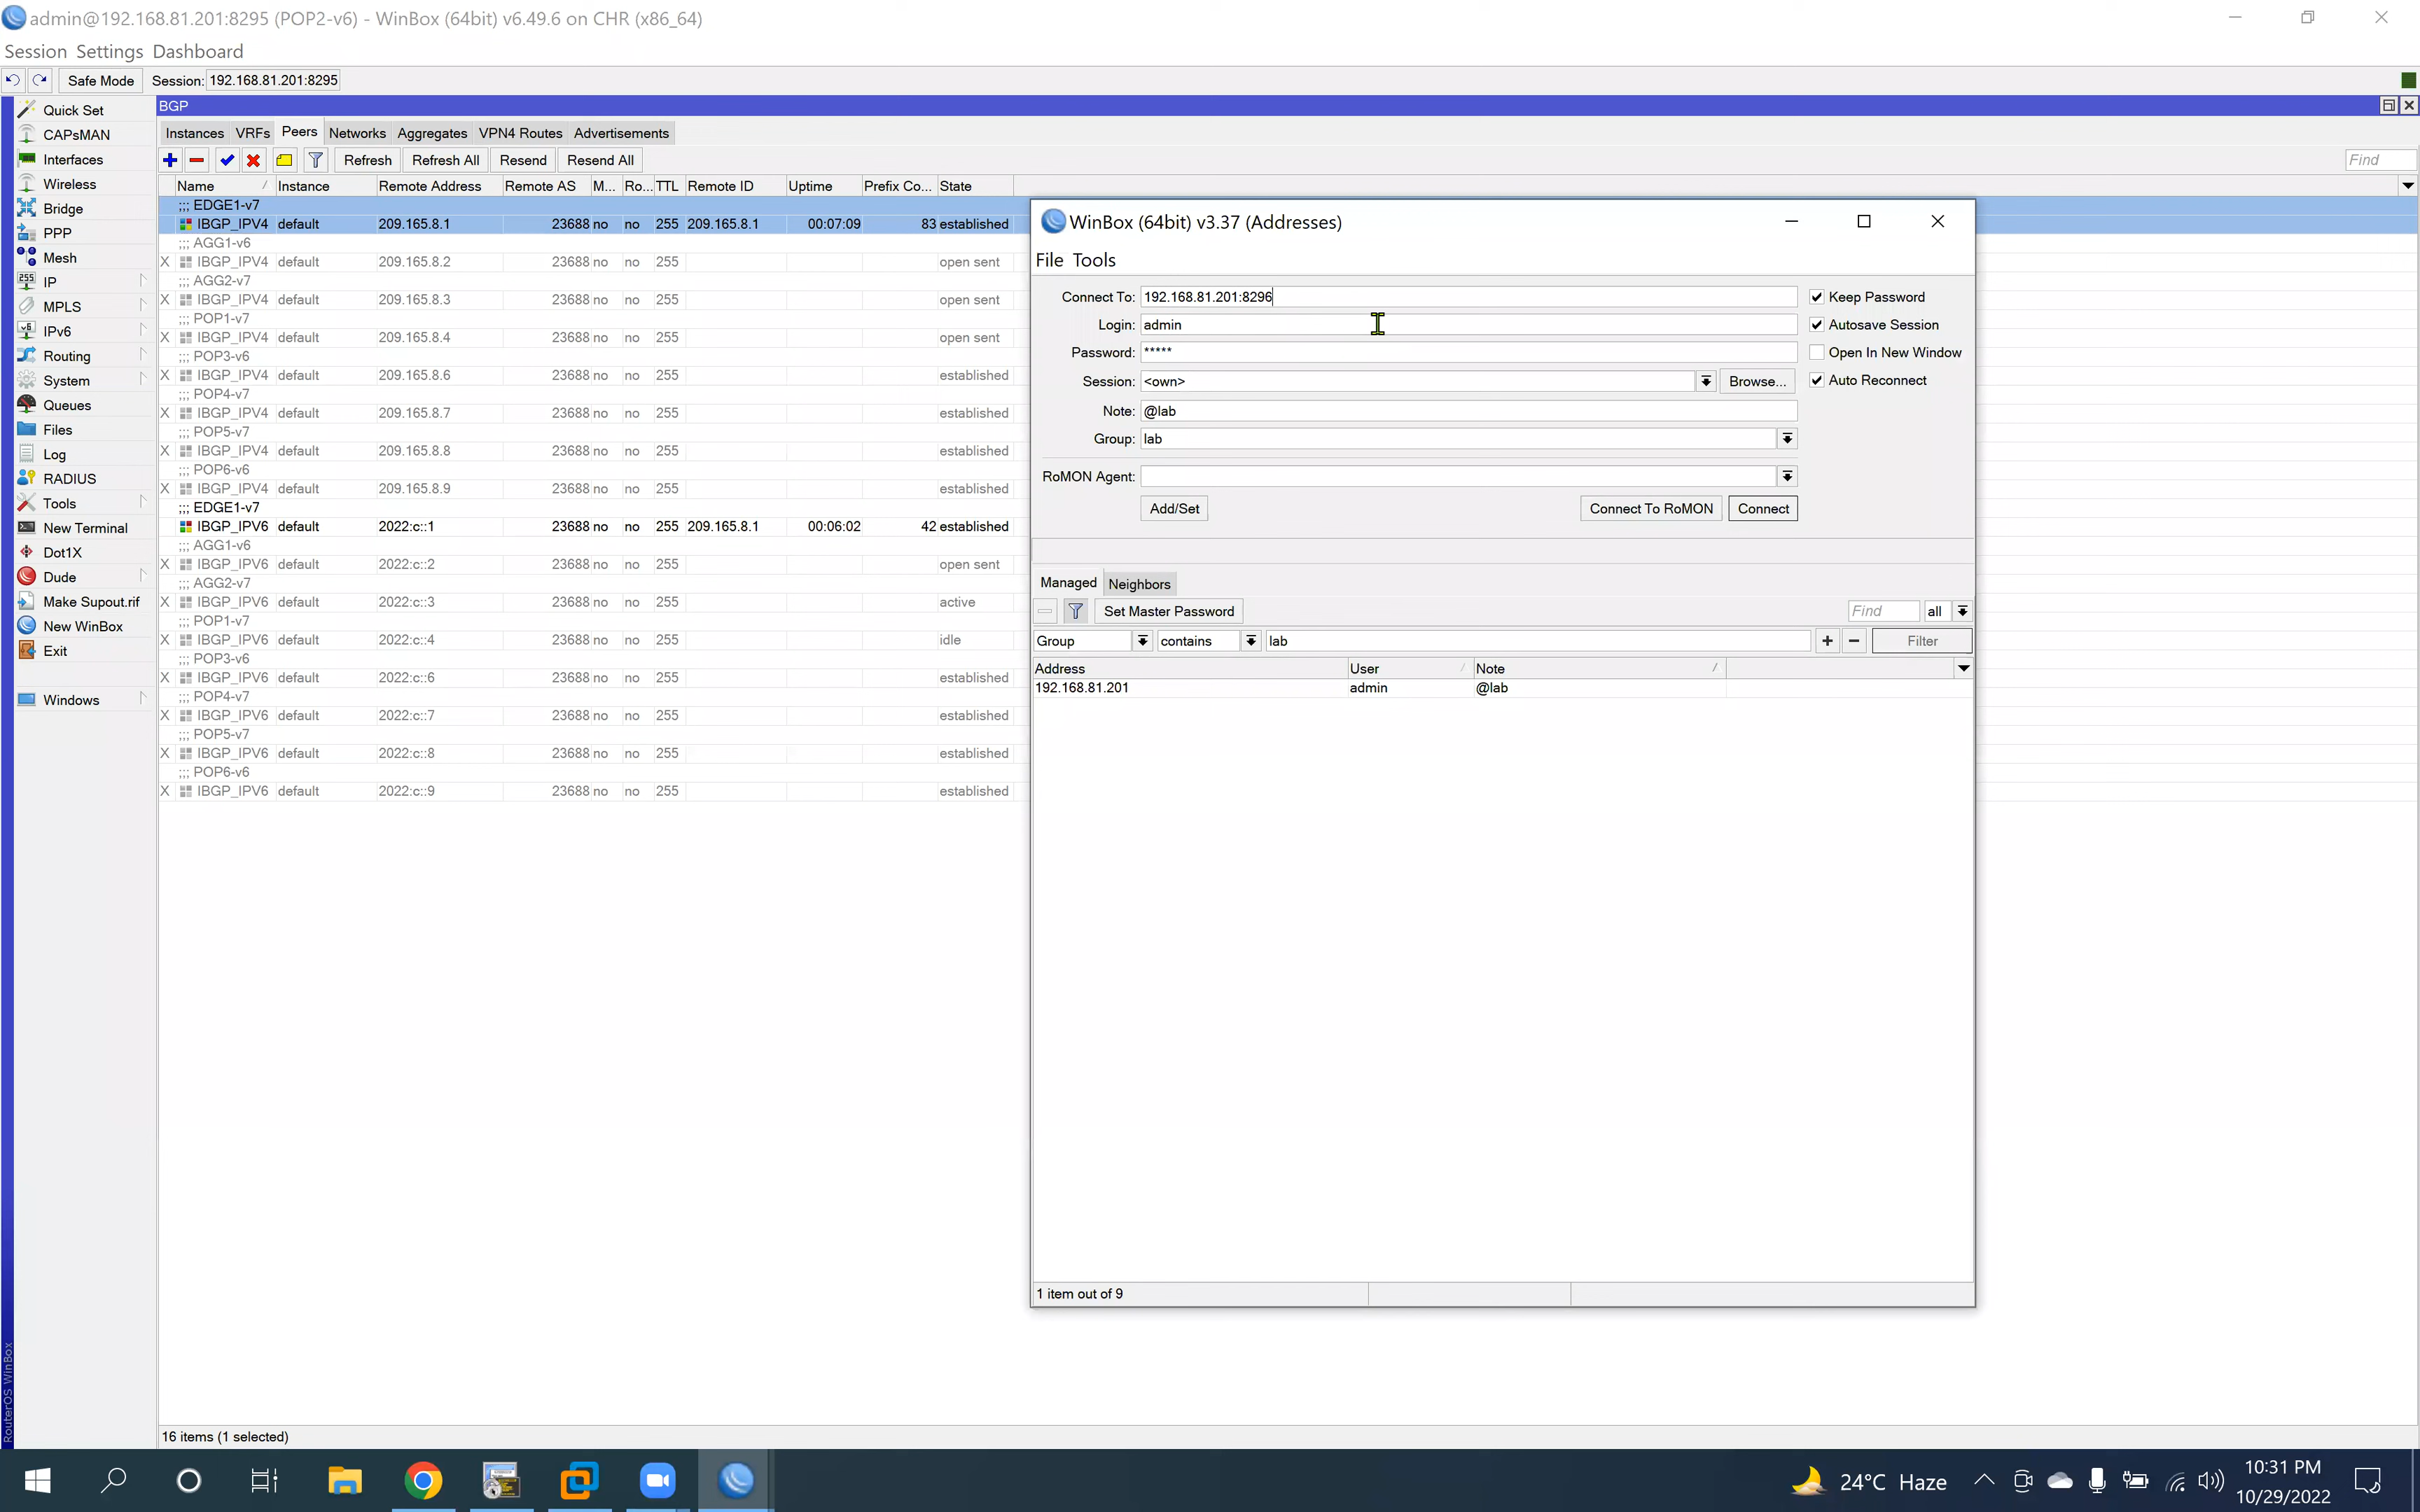 admin@192.168.81.201:8295 (POP2-v6) - WinBox (64bit) v6.49.6 on CHR (x86_64)
Session Settings Dashboard
Safe Mode Session: 192.168.81.201:8295
Quick Set
CAPsMAN
Interfaces
Wireless
Bridge
PPP
Mesh
IP
MPLS
IPv6
Routing
System
Queues
Files
Log
RADIUS
Tools
New Terminal
Dot1X
Dude
Make Supout.rif
New WinBox
Exit
Windows
RouterOS WinBox
BGP
Instances VRFs Peers Networks Aggregates VPN4 Routes Advertisements
Refresh Refresh All Resend Resend All Find
Name Instance Remote Address Remote AS M... Ro... TTL Remote ID Uptime Prefix Co... State
;;; EDGE1-v7
IBGP_IPV4 default 209.165.8.1 23688 no no 255 209.165.8.1 00:07:09 83 established
;;; AGG1-v6
X IBGP_IPV4 default 209.165.8.2 23688 no no 255 open sent
;;; AGG2-v7
X IBGP_IPV4 default 209.165.8.3 23688 no no 255 open sent
;;; POP1-v7
X IBGP_IPV4 default 209.165.8.4 23688 no no 255 open sent
;;; POP3-v6
X IBGP_IPV4 default 209.165.8.6 23688 no no 255 established
;;; POP4-v7
X IBGP_IPV4 default 209.165.8.7 23688 no no 255 established
;;; POP5-v7
X IBGP_IPV4 default 209.165.8.8 23688 no no 255 established
;;; POP6-v6
X IBGP_IPV4 default 209.165.8.9 23688 no no 255 established
;;; EDGE1-v7
IBGP_IPV6 default 2022:c::1 23688 no no 255 209.165.8.1 00:06:02 42 established
;;; AGG1-v6
X IBGP_IPV6 default 2022:c::2 23688 no no 255 open sent
;;; AGG2-v7
X IBGP_IPV6 default 2022:c::3 23688 no no 255 active
;;; POP1-v7
X IBGP_IPV6 default 2022:c::4 23688 no no 255 idle
;;; POP3-v6
X IBGP_IPV6 default 2022:c::6 23688 no no 255 established
;;; POP4-v7
X IBGP_IPV6 default 2022:c::7 23688 no no 255 established
;;; POP5-v7
X IBGP_IPV6 default 2022:c::8 23688 no no 255 established
;;; POP6-v6
X IBGP_IPV6 default 2022:c::9 23688 no no 255 established
16 items (1 selected)
WinBox (64bit) v3.37 (Addresses)
File Tools
Connect To: 192.168.81.201:8296 Keep Password
Login: admin Autosave Session
Password: ***** Open In New Window
Session: <own> Browse... Auto Reconnect
Note: @lab
Group: lab
RoMON Agent:
Add/Set Connect To RoMON Connect
Managed Neighbors
Set Master Password Find all
Group contains lab + - Filter
Address User Note
192.168.81.201 admin @lab
1 item out of 9
24°C Haze
10:31 PM
10/29/2022